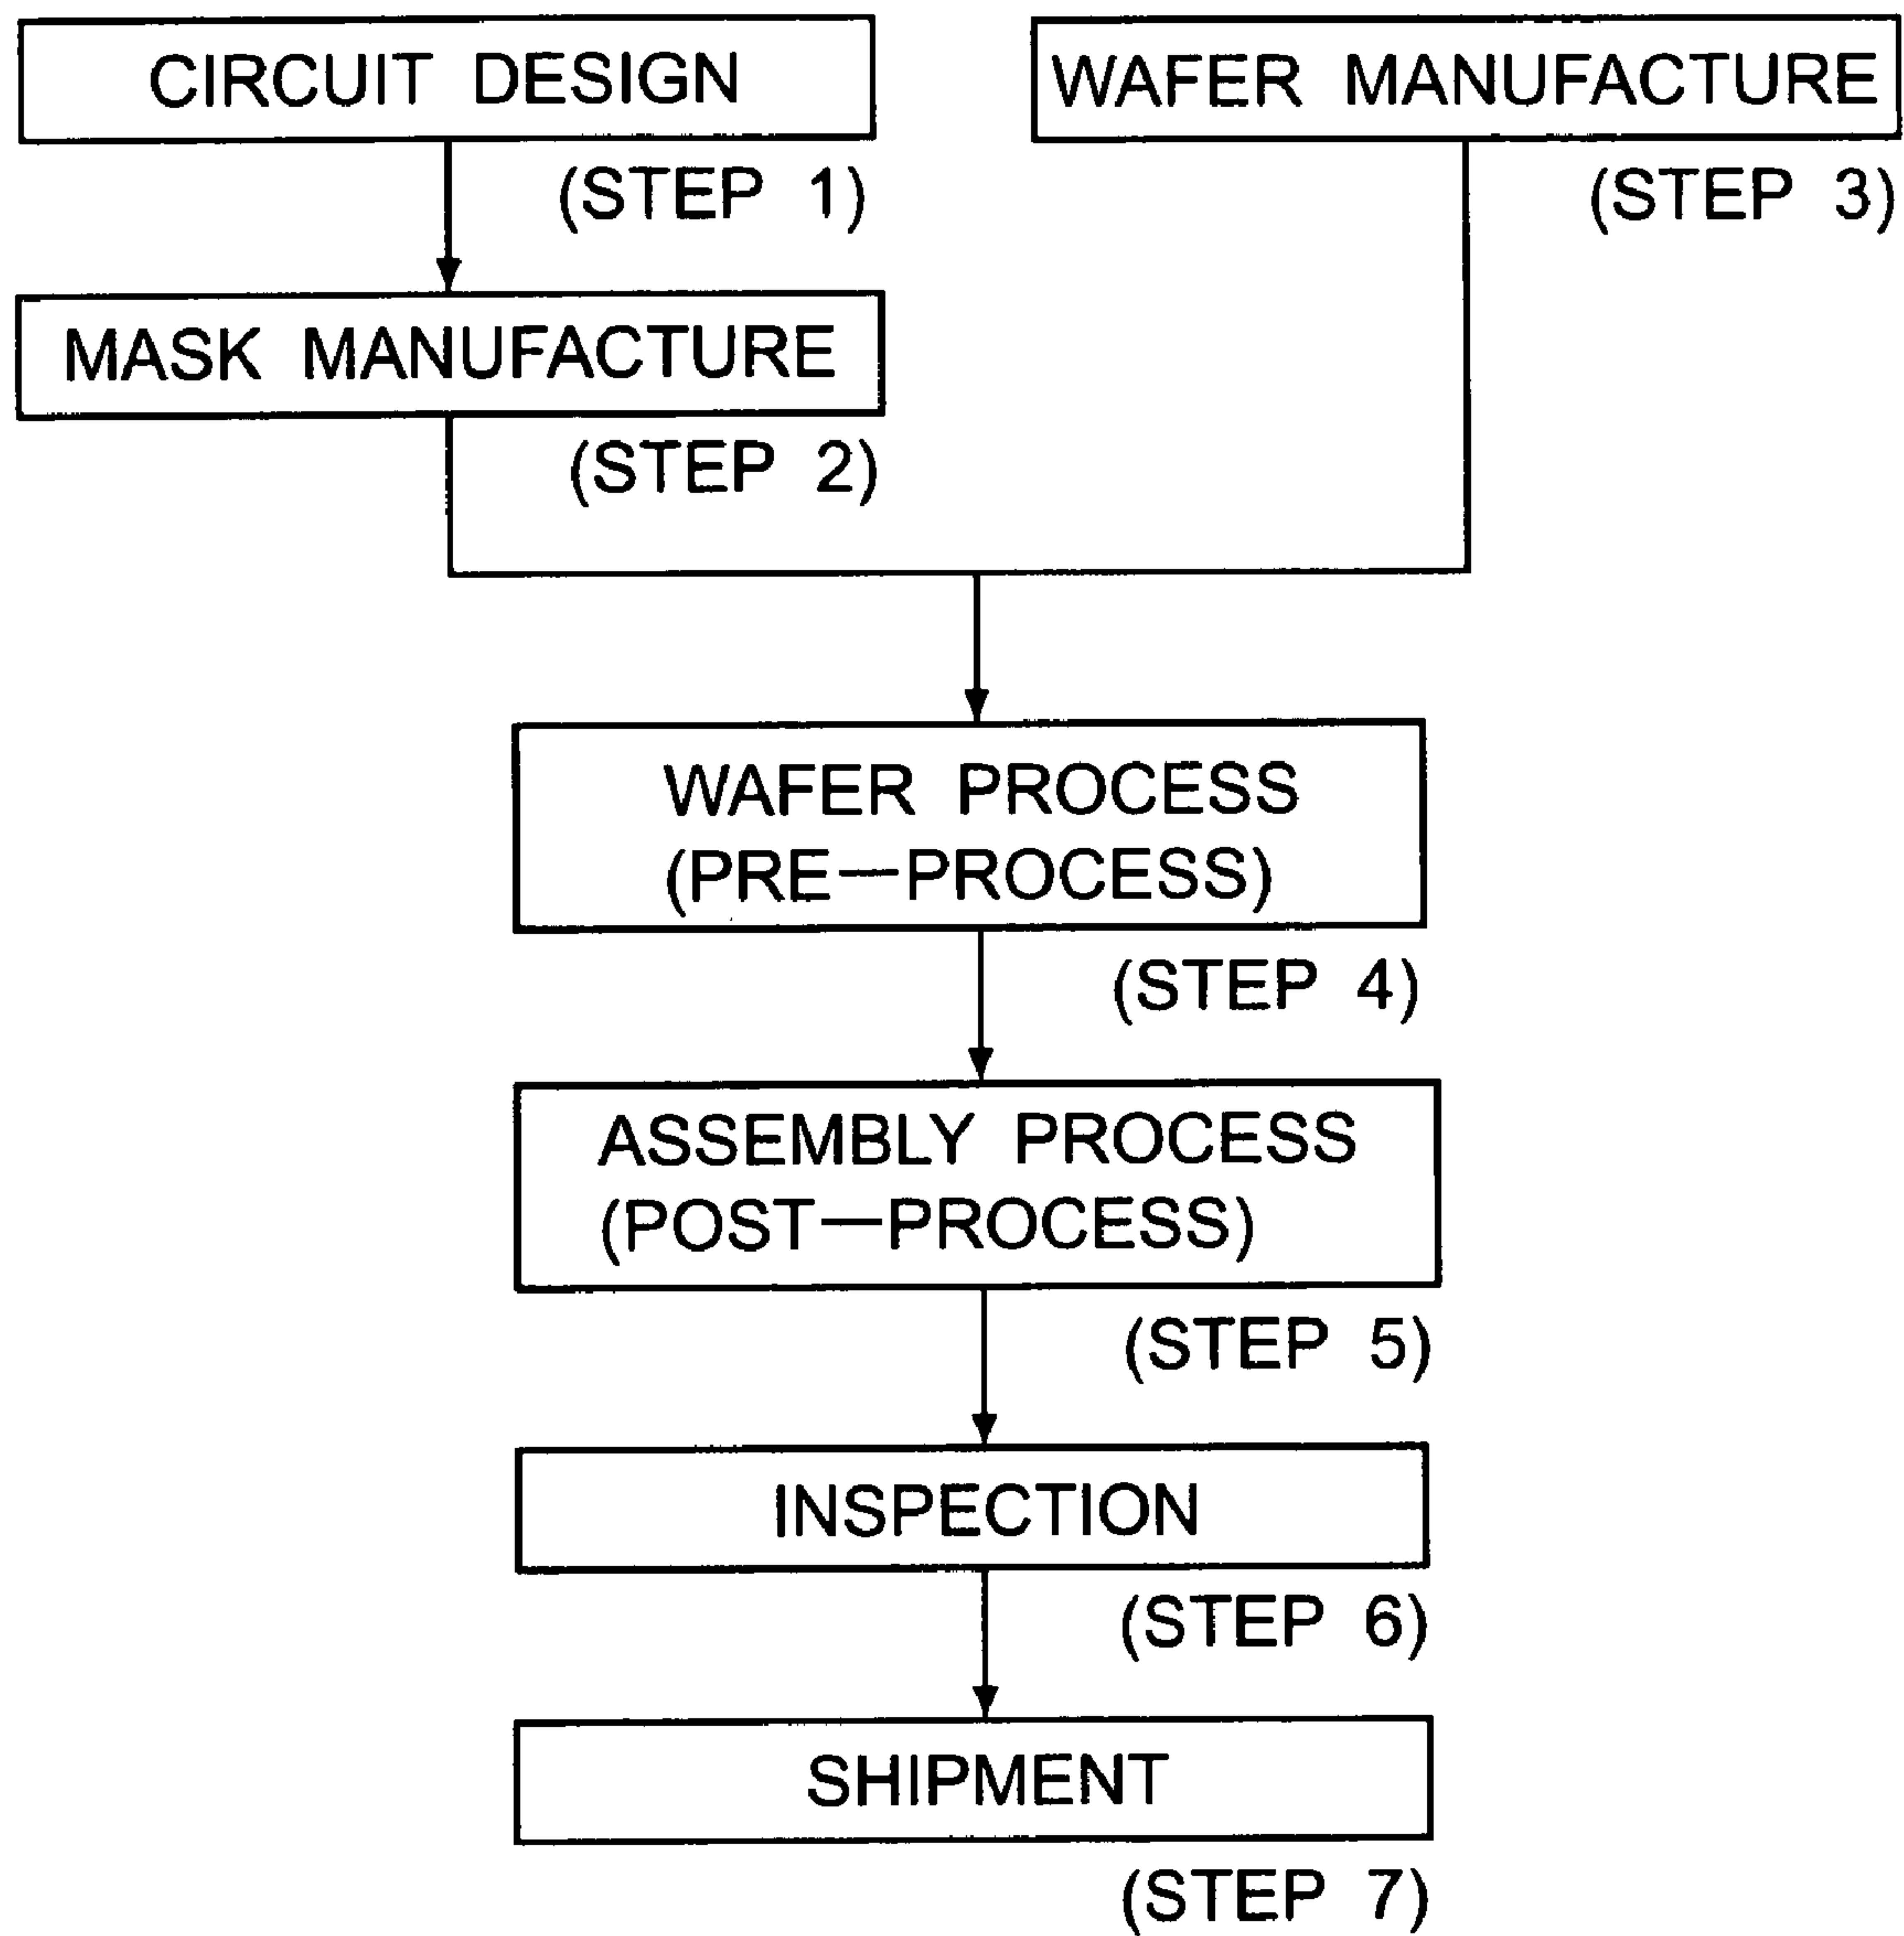 CIRCUIT DESIGN
(STEP 1)
MASK MANUFACTURE
(STEP 2)
WAFER MANUFACTURE
(STEP 3)
WAFER PROCESS
(PRE—PROCESS)
(STEP 4)
ASSEMBLY PROCESS
(POST—PROCESS)
(STEP 5)
INSPECTION
(STEP 6)
SHIPMENT
(STEP 7)